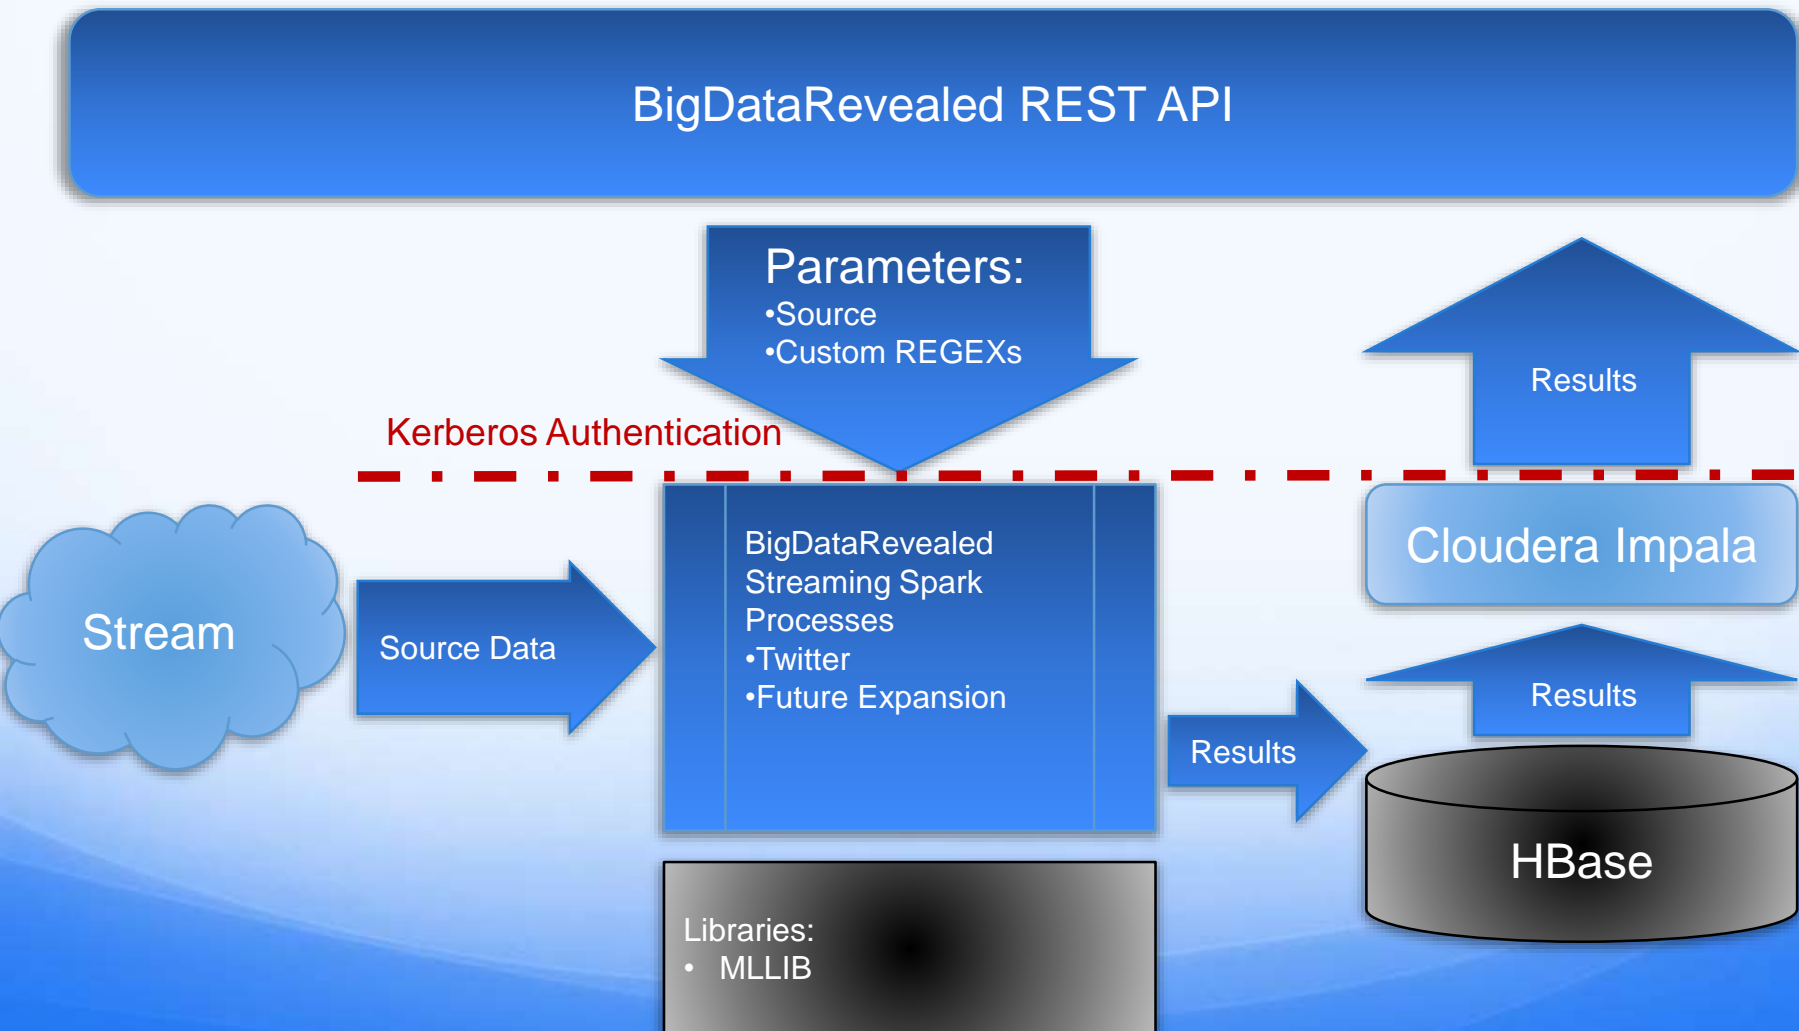 BigDataRevealed REST API
Parameters:
•Source
•Custom REGEXs
Results
Kerberos Authentication
Stream
Source Data
BigDataRevealed
Streaming Spark
Processes
•Twitter
•Future Expansion
Cloudera Impala
Results
Results
HBase
Libraries:
• MLLIB